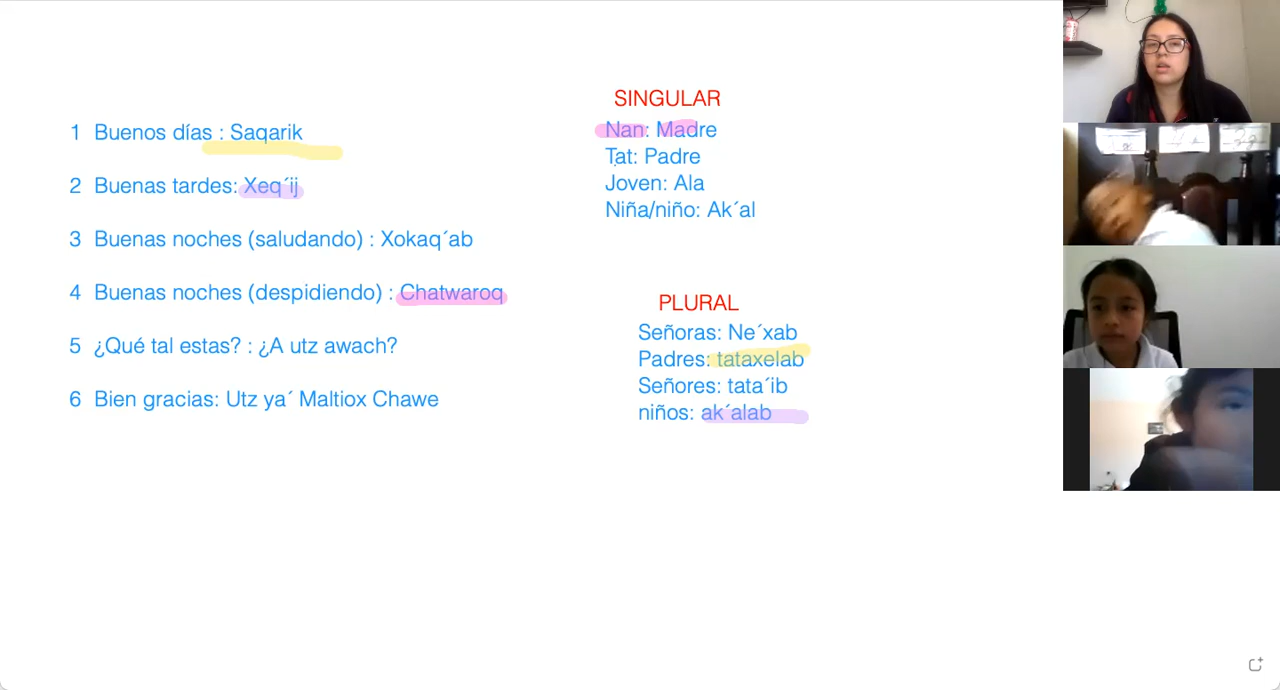 1 Buenos días : Saqarik
2 Buenas tardes: Xeq´ij
3 Buenas noches (saludando) : Xokaq´ab
4 Buenas noches (despidiendo) : Chatwaroq
5 ¿Qué tal estas? : ¿A utz awach?
6 Bien gracias: Utz ya´ Maltiox Chawe
SINGULAR
Nan: Madre
Tat: Padre
Joven: Ala
Niña/niño: Ak´al
PLURAL
Señoras: Ne´xab
Padres: tataxelab
Señores: tata´ib
niños: ak´alab